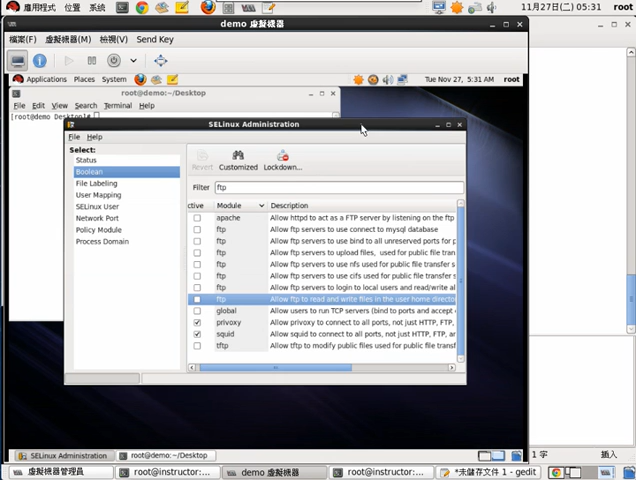 應用程式 位置 系統 11月27日(二) 05:31 root
demo 虛擬機器
檔案(F) 虛擬機器(M) 檢視(V) Send Key
Applications Places System Tue Nov 27, 5:31 AM root
root@demo:~/Desktop
File Edit View Search Terminal Help
[root@demo Desktop]#
SELinux Administration
File Help
Select:
Status
Boolean
File Labeling
User Mapping
SELinux User
Network Port
Policy Module
Process Domain
Revert Customized Lockdown...
Filter ftp
ctive Module Description
apache Allow httpd to act as a FTP server by listening on the ftp
ftp Allow ftp servers to use connect to mysql database
ftp Allow ftp servers to use bind to all unreserved ports for p
ftp Allow ftp servers to upload files, used for public file tran
ftp Allow ftp servers to use nfs used for public file transfer s
ftp Allow ftp servers to use cifs used for public file transfer s
ftp Allow ftp servers to login to local users and read/write al
ftp Allow ftp to read and write files in the user home directo
global Allow users to run TCP servers (bind to ports and accept
privoxy Allow privoxy to connect to all ports, not just HTTP, FTP,
squid Allow squid to connect to all ports, not just HTTP, FTP, an
tftp Allow tftp to modify public files used for public file transf
SELinux Administration root@demo:~/Desktop
1 字 插入
虛擬機器管理員 root@instructor:... demo 虛擬機器 root@instructor:... *未儲存文件 1 - gedit